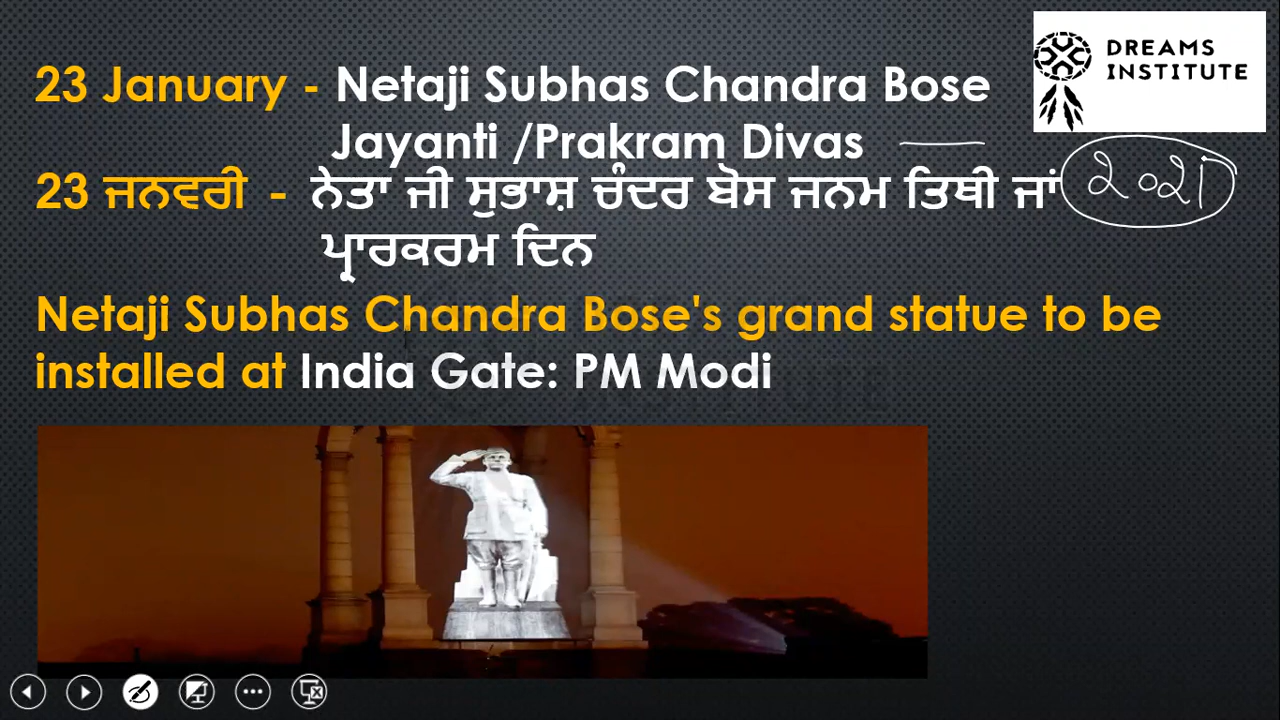 DREAMS
INSTITUTE
23 January - Netaji Subhas Chandra Bose
Jayanti /Prakram Divas
23 ਜਨਵਰੀ - ਨੇਤਾ ਜੀ ਸੁਭਾਸ਼ ਚੰਦਰ ਬੋਸ ਜਨਮ ਤਿਥੀ ਜਾਂ
2021
ਪ੍ਰਾਰਕਰਮ ਦਿਨ
Netaji Subhas Chandra Bose's grand statue to be
installed at India Gate: PM Modi